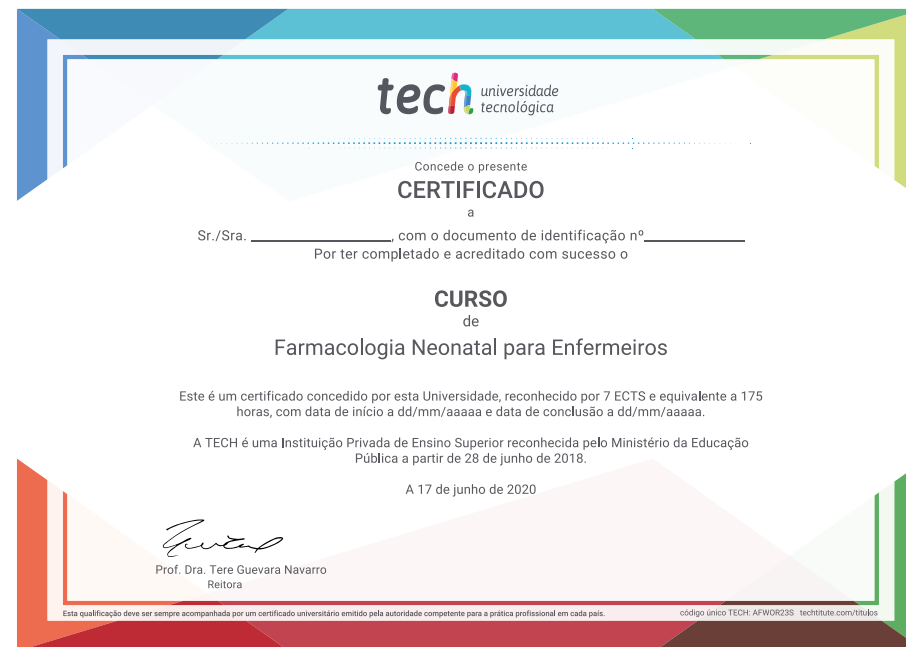 tech universidade
tecnológica
Concede o presente
CERTIFICADO
a
Sr./Sra. ____________________, com o documento de identificação nº______________
Por ter completado e acreditado com sucesso o
CURSO
de
Farmacologia Neonatal para Enfermeiros
Este é um certificado concedido por esta Universidade, reconhecido por 7 ECTS e equivalente a 175
horas, com data de início a dd/mm/aaaaa e data de conclusão a dd/mm/aaaaa.
A TECH é uma Instituição Privada de Ensino Superior reconhecida pelo Ministério da Educação
Pública a partir de 28 de junho de 2018.
A 17 de junho de 2020
Prof. Dra. Tere Guevara Navarro
Reitora
Esta qualificação deve ser sempre acompanhada por um certificado universitário emitido pela autoridade competente para a prática profissional em cada país.
código único TECH: AFWOR23S techtitute.com/titulos